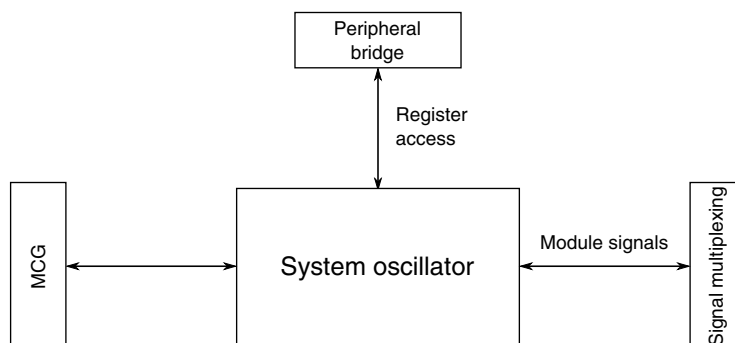 Peripheral
bridge
Register
access
MCG
System oscillator
Module signals
Signal multiplexing